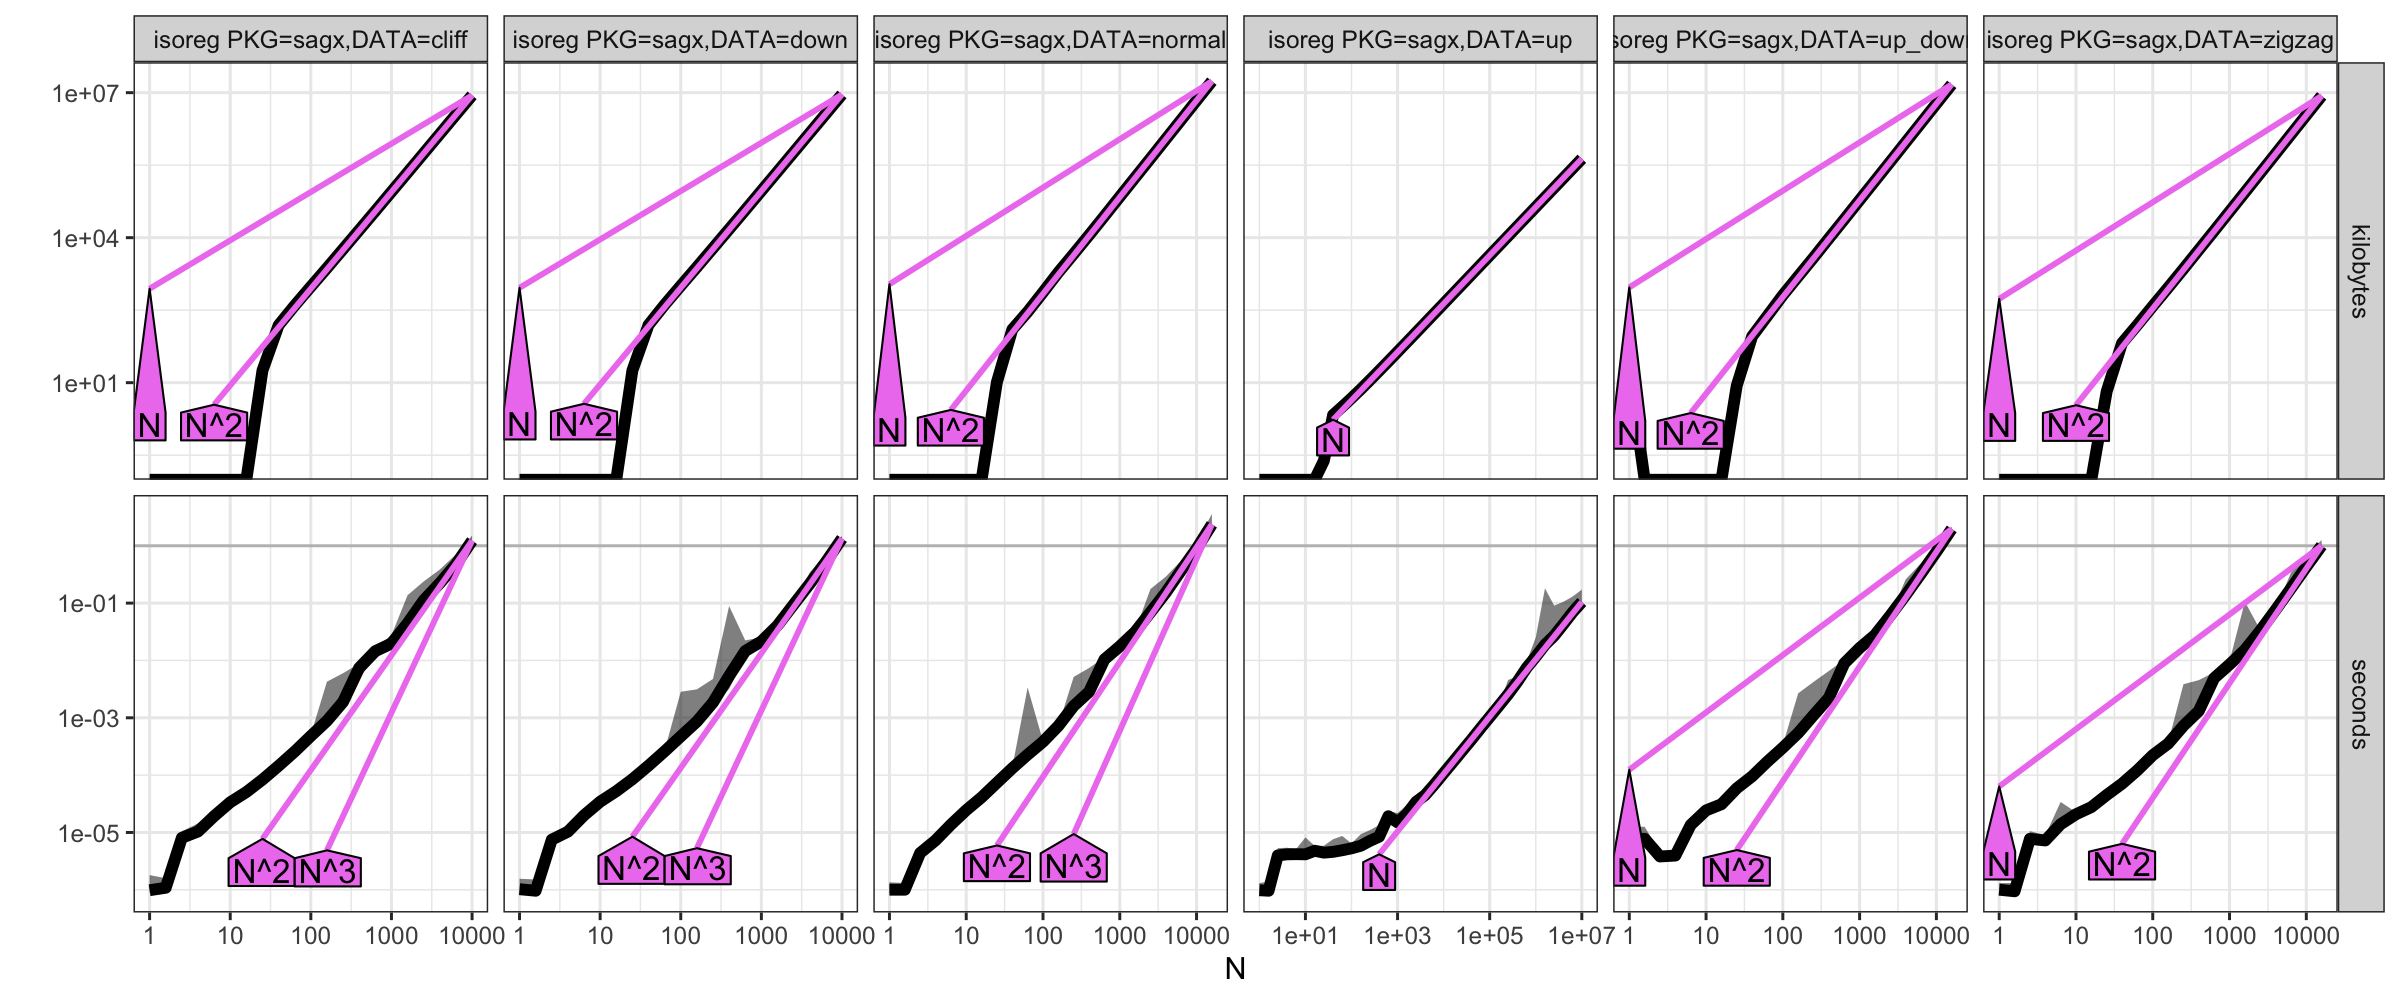 isoreg PKG=sagx,DATA=cliff
isoreg PKG=sagx,DATA=down
isoreg PKG=sagx,DATA=normal
isoreg PKG=sagx,DATA=up
soreg PKG=sagx,DATA=up_dow
isoreg PKG=sagx,DATA=zigzag
1e+07
1e+04
1e+01
N N^2
N N^2
N N^2
N
N N^2
N N^2
kilobytes
1e-01
1e-03
1e-05
N^2 N^3
N^2 N^3
N^2 N^3
N
N N^2
N N^2
seconds
1 10 100 1000 10000
1 10 100 1000 10000
1 10 100 1000 10000
1e+01 1e+03 1e+05 1e+07
1 10 100 1000 10000
1 10 100 1000 10000
N